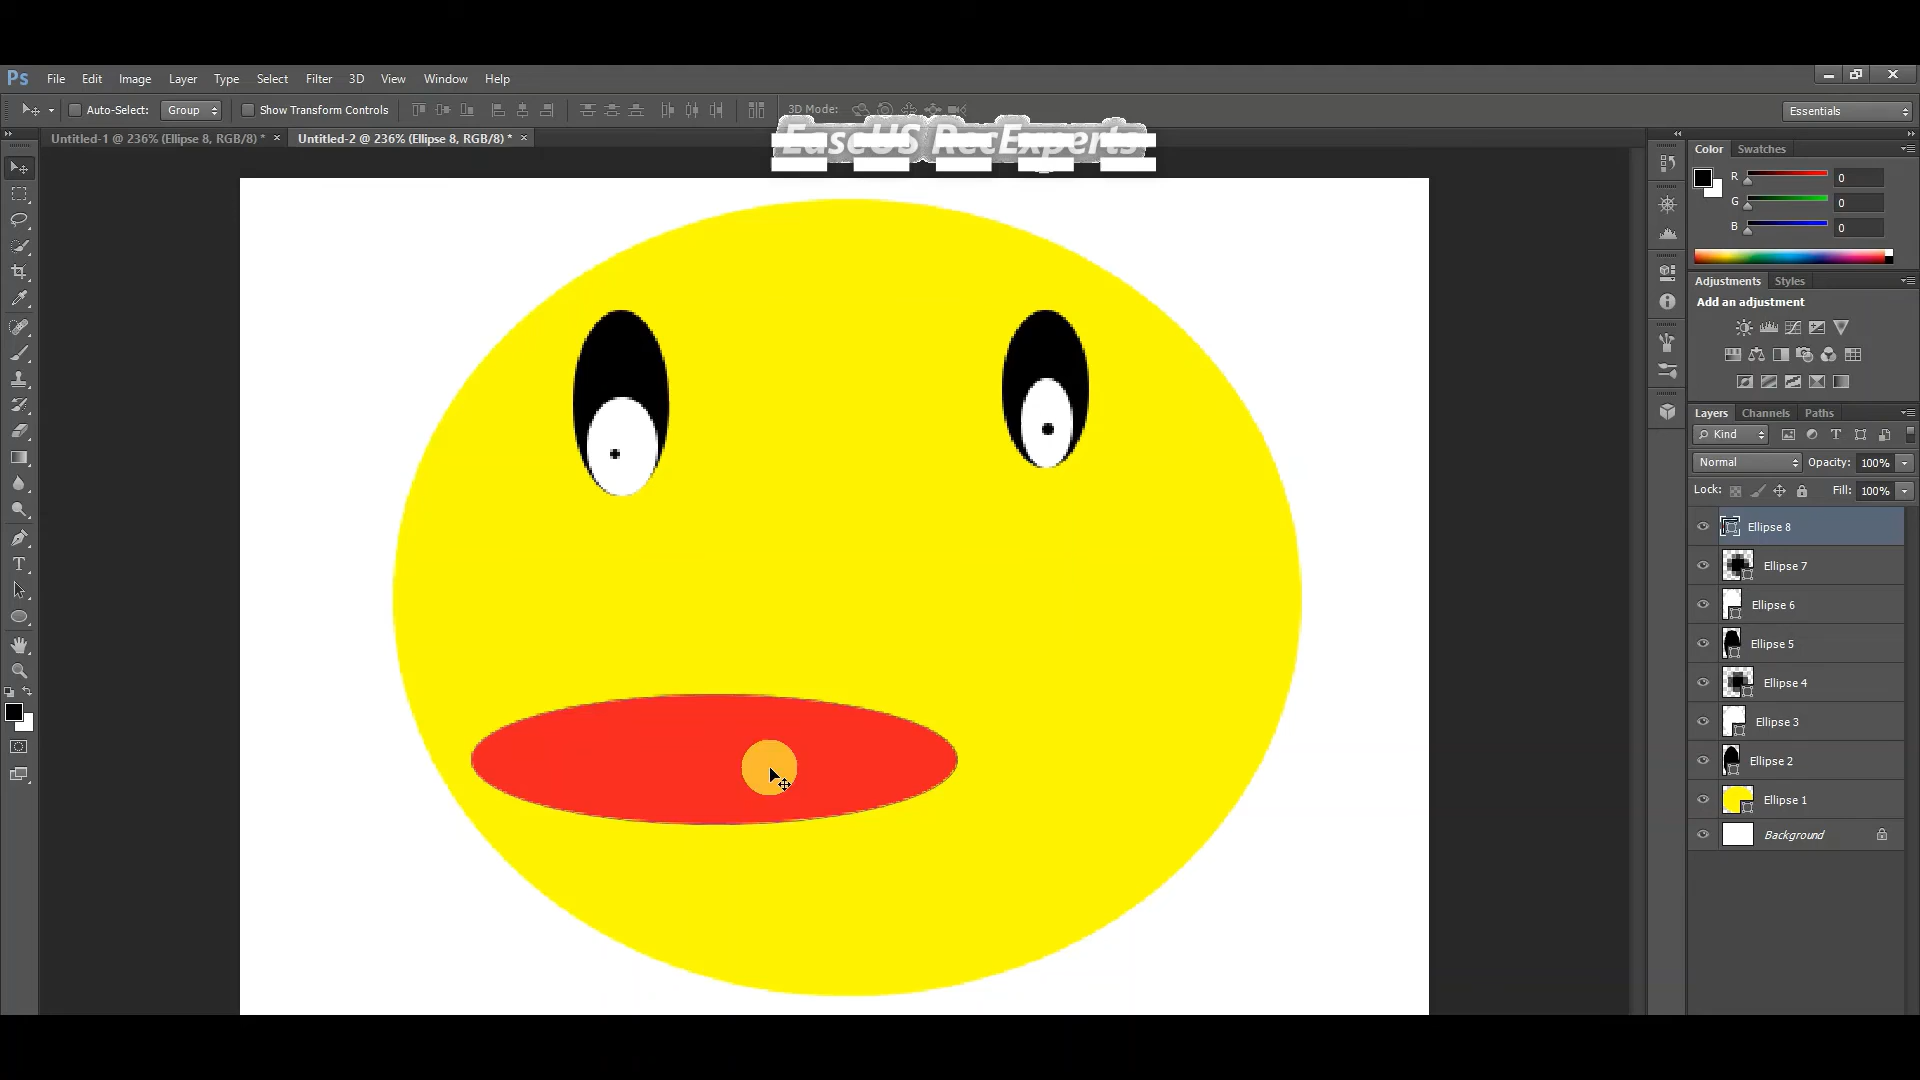 Ps File Edit Image Layer Type Select Filter 3D View Window Help
Auto-Select: Group Show Transform Controls 3D Mode: Essentials
Untitled-1 @ 236% (Ellipse 8, RGB/8) * × Untitled-2 @ 236% (Ellipse 8, RGB/8) * ×
EaseUS RecExperts
Color Swatches
R 0
G 0
B 0
Adjustments Styles
Add an adjustment
Layers Channels Paths
Kind
Normal Opacity: 100%
Lock: Fill: 100%
Ellipse 8
Ellipse 7
Ellipse 6
Ellipse 5
Ellipse 4
Ellipse 3
Ellipse 2
Ellipse 1
Background